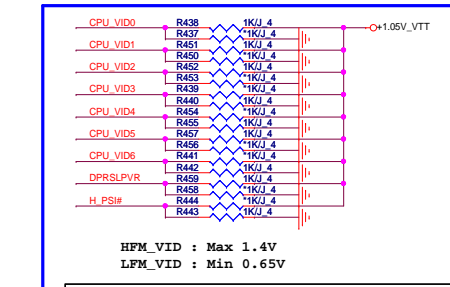 CPU_VID0 R438 1K/J_4 +1.05V_VTT
R437 *1K/J_4
CPU_VID1 R451 1K/J_4
R450 *1K/J_4
CPU_VID2 R452 1K/J_4
R453 *1K/J_4
CPU_VID3 R439 *1K/J_4
R440 1K/J_4
CPU_VID4 R454 *1K/J_4
R455 1K/J_4
CPU_VID5 R457 1K/J_4
R456 *1K/J_4
CPU_VID6 R441 1K/J_4
R442 *1K/J_4
DPRSLPVR R459 1K/J_4
R458 *1K/J_4
H_PSI# R444 *1K/J_4
R443 1K/J_4
HFM_VID : Max 1.4V
LFM_VID : Min 0.65V